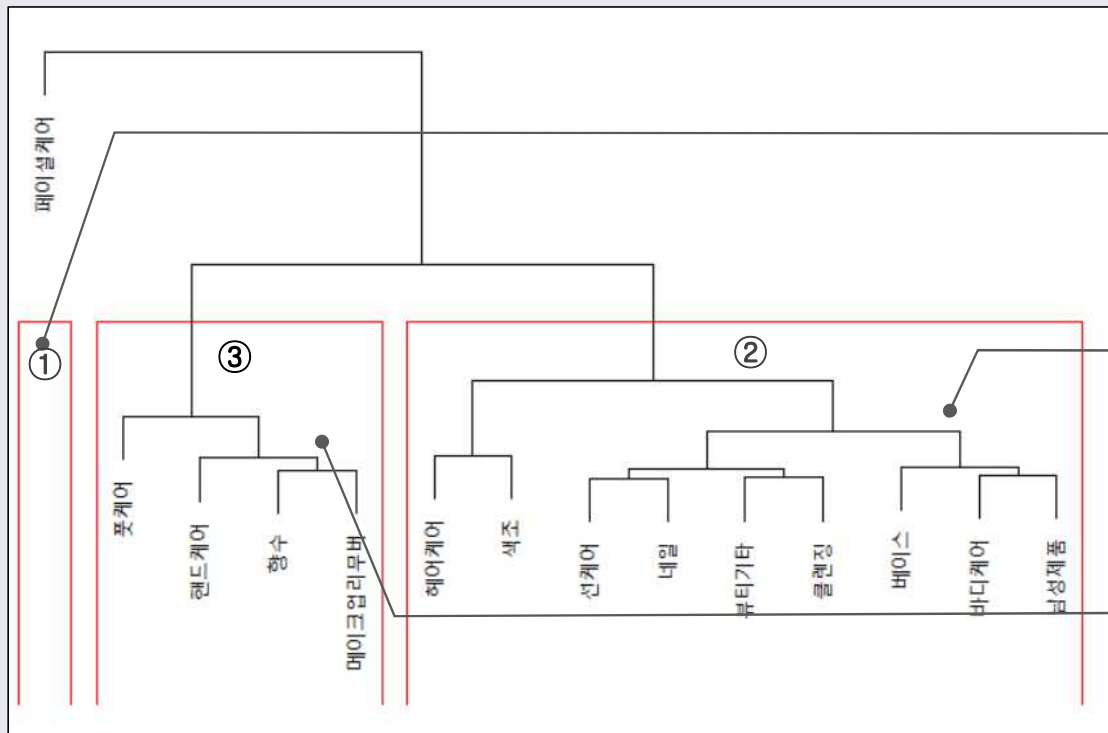 페이셜케어
①
③
②
풋케어
핸드케어
향수
메이크업리무버
헤어케어
색조
선케어
네일
뷰티기타
클렌징
베이스
바디케어
남성제품